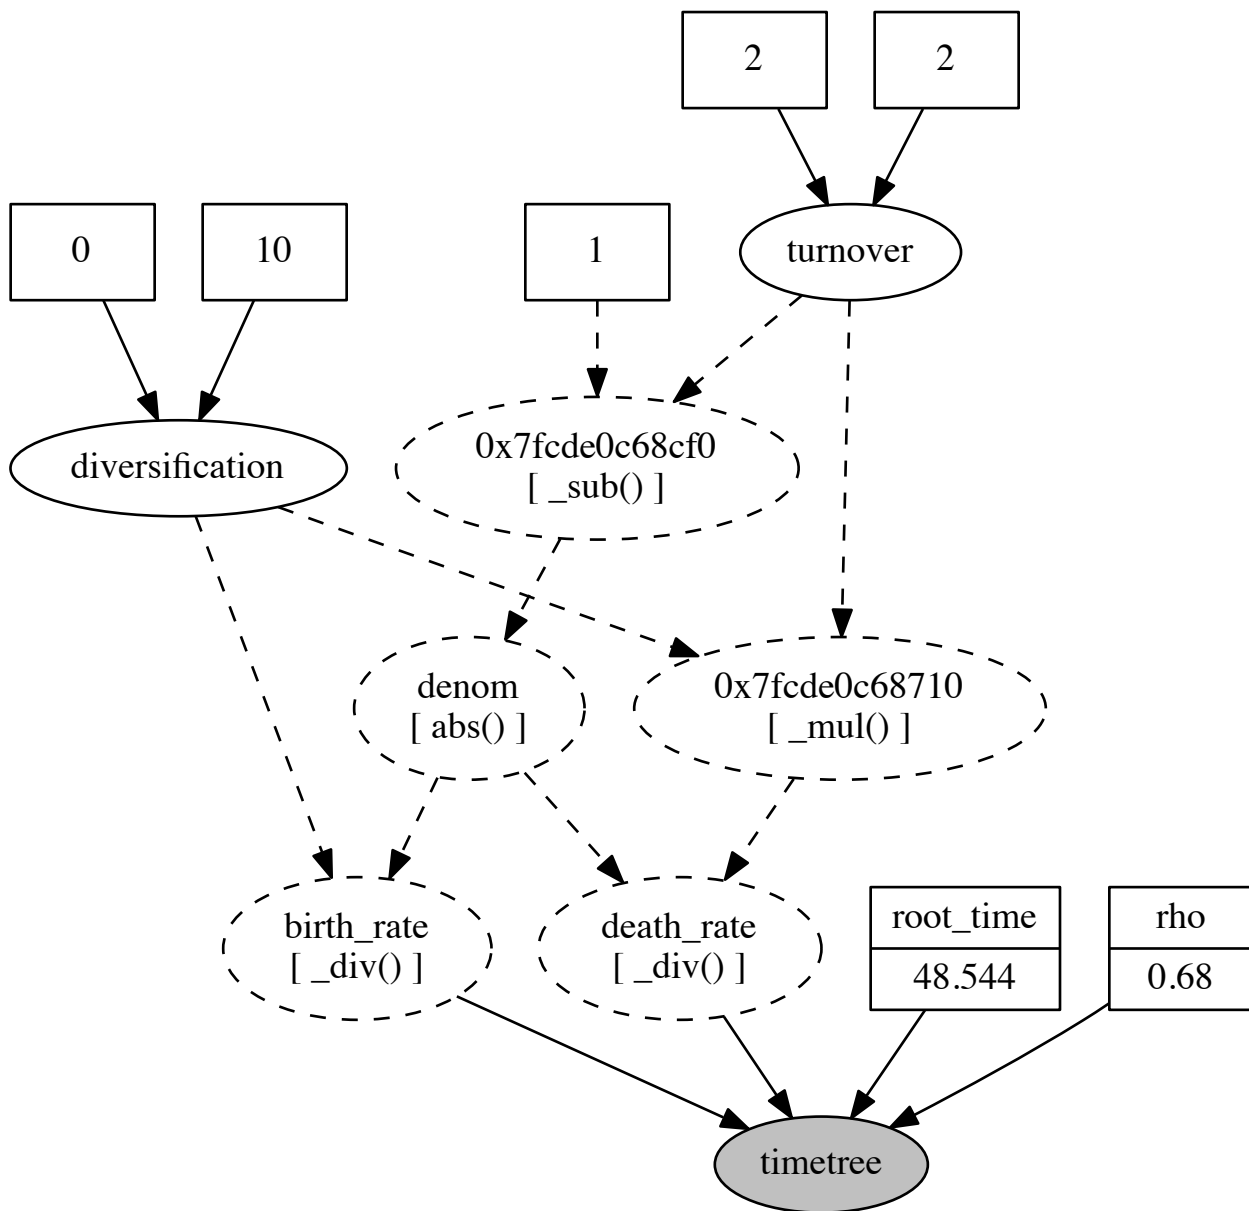 2
2
0
10
1
turnover
diversification
0x7fcde0c68cf0
[ _sub() ]
denom
[ abs() ]
0x7fcde0c68710
[ _mul() ]
birth_rate
[ _div() ]
death_rate
[ _div() ]
root_time
48.544
rho
0.68
timetree